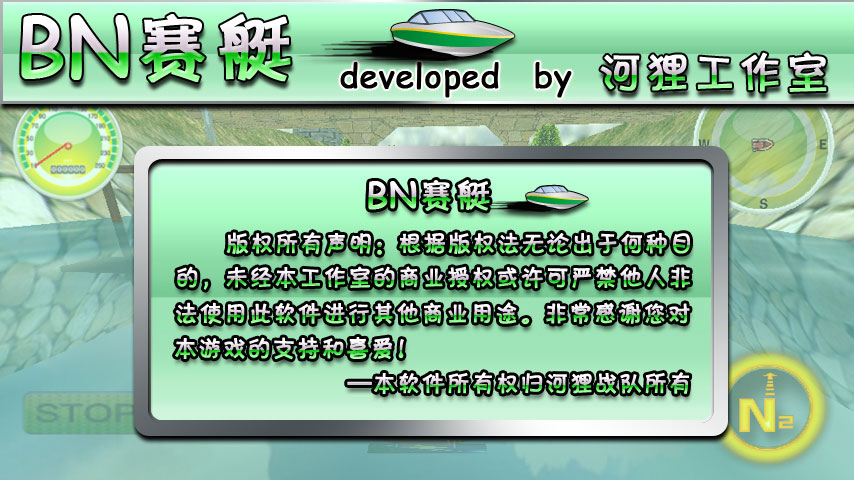 BN赛艇
developed by 河狸工作室
W E
S
BN赛艇
版权所有声明：根据版权法无论出于何种目
的，未经本工作室的商业授权或许可严禁他人非
法使用此软件进行其他商业用途。非常感谢您对
本游戏的支持和喜爱！
—本软件所有权归河狸战队所有
STOP
N2